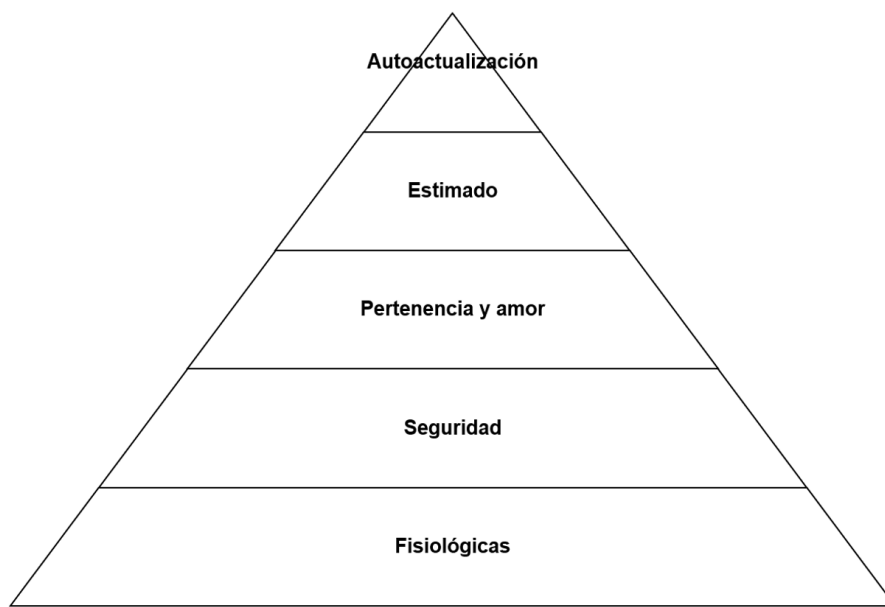 Autoactualización
Estimado
Pertenencia y amor
Seguridad
Fisiológicas